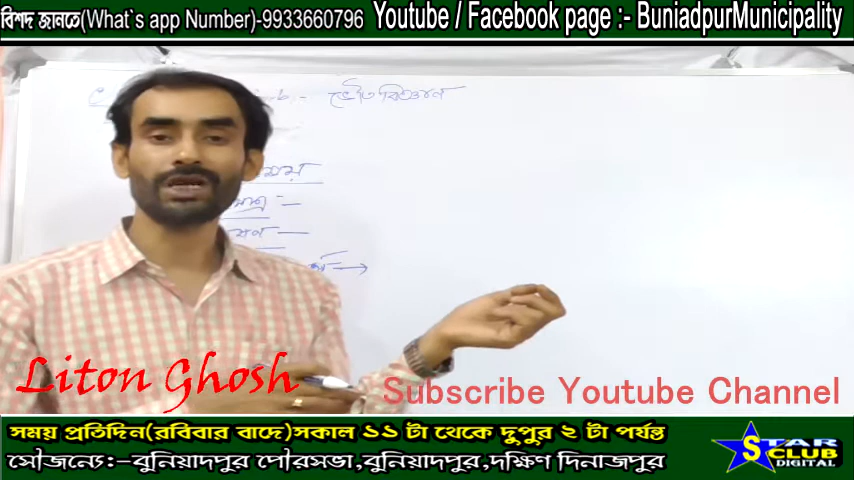 বিশদ জানতে(What`s app Number)-9933660796 Youtube / Facebook page :- BuniadpurMunicipality
ভৌতবিজ্ঞান
Liton Ghosh
Subscribe Youtube Channel
সময় প্রতিদিন(রবিবার বাদে)সকাল ১১ টা থেকে দুপুর ২ টা পর্যন্ত
সৌজন্যে:-বুনিয়াদপুর পৌরসভা,বুনিয়াদপুর,দক্ষিণ দিনাজপুর
STAR
CLUB
DIGITAL